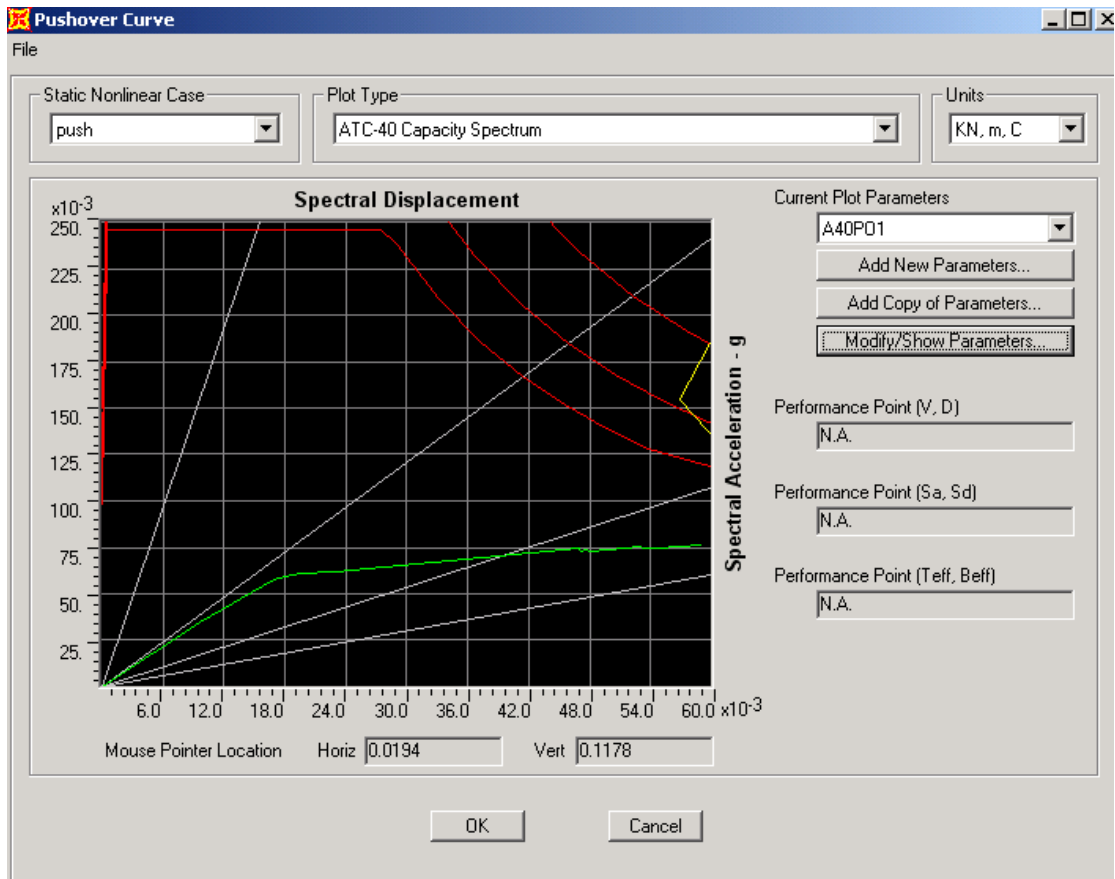 Pushover Curve
File
Static Nonlinear Case
push
Plot Type
ATC-40 Capacity Spectrum
Units
KN, m, C
Spectral Displacement
x10-3
250.
225.
200.
175.
150.
125.
100.
75.
50.
25.
6.0 12.0 18.0 24.0 30.0 36.0 42.0 48.0 54.0 60.0 x10-3
Spectral Acceleration - g
Mouse Pointer Location Horiz 0.0194 Vert 0.1178
Current Plot Parameters
A40PO1
Add New Parameters...
Add Copy of Parameters...
Modify/Show Parameters...
Performance Point (V, D)
N.A.
Performance Point (Sa, Sd)
N.A.
Performance Point (Teff, Beff)
N.A.
OK Cancel